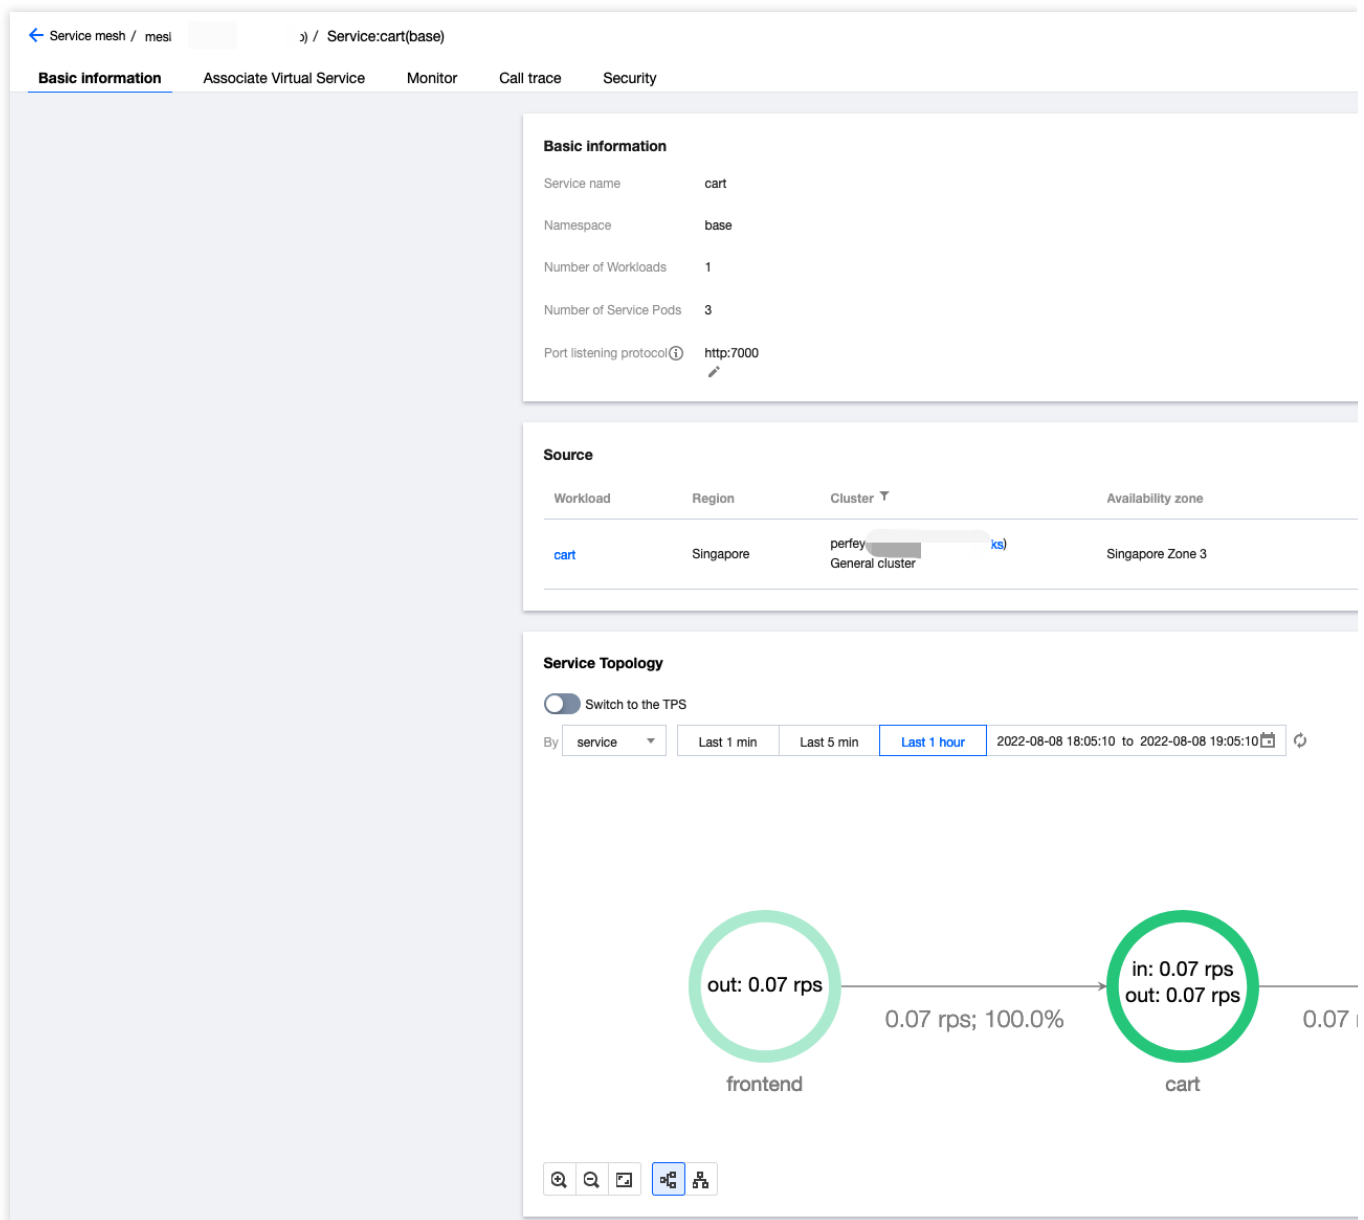 Service mesh / mesi ɔ) / Service:cart(base)
Basic information Associate Virtual Service Monitor Call trace Security
Basic information
Service name cart
Namespace base
Number of Workloads 1
Number of Service Pods 3
Port listening protocol http:7000
Source
Workload Region Cluster Availability zone
cart Singapore perfey ks) Singapore Zone 3
General cluster
Service Topology
Switch to the TPS
By service Last 1 min Last 5 min Last 1 hour 2022-08-08 18:05:10 to 2022-08-08 19:05:10
in: 0.07 rps
out: 0.07 rps out: 0.07 rps
0.07 rps; 100.0% 0.07
frontend cart